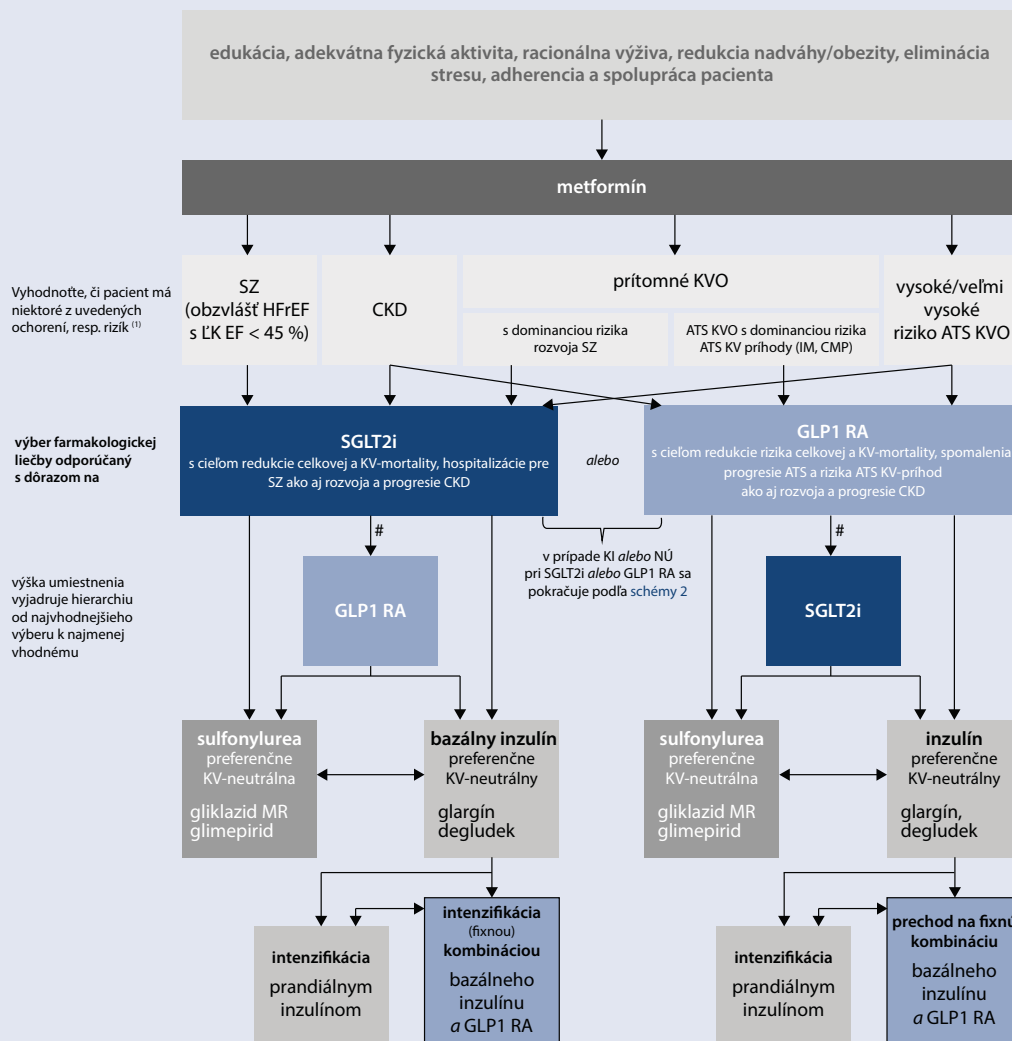 edukácia, adekvátna fyzická aktivita, racionálna výživa, redukcia nadváhy/obezity, eliminácia
stresu, adherencia a spolupráca pacienta
metformín
Vyhodnoťte, či pacient má
niektoré z uvedených
ochorení, resp. rizík (1)
SZ
(obzvlášť HFrEF
s ĽK EF < 45 %)
CKD
prítomné KVO
s dominanciou rizika
rozvoja SZ
ATS KVO s dominanciou rizika
ATS KV príhody (IM, CMP)
vysoké/veľmi
vysoké
riziko ATS KVO
výber farmakologickej
liečby odporúčaný
s dôrazom na
SGLT2i
s cieľom redukcie celkovej a KV-mortality, hospitalizácie pre
SZ ako aj rozvoja a progresie CKD
alebo
GLP1 RA
s cieľom redukcie rizika celkovej a KV-mortality, spomalenia
progresie ATS a rizika ATS KV-príhod
ako aj rozvoja a progresie CKD
#
#
v prípade KI alebo NÚ
pri SGLT2i alebo GLP1 RA sa
pokračuje podľa schémy 2
výška umiestnenia
vyjadruje hierarchiu
od najvhodnejšieho
výberu k najmenej
vhodnému
GLP1 RA
SGLT2i
sulfonylurea
preferenčne
KV-neutrálna
gliklazid MR
glimepirid
bazálny inzulín
preferenčne
KV-neutrálny
glargín
degludek
sulfonylurea
preferenčne
KV-neutrálna
gliklazid MR
glimepirid
inzulín
preferenčne
KV-neutrálny
glargín,
degludek
intenzifikácia
prandiálnym
inzulínom
intenzifikácia
(fixnou)
kombináciou
bazálneho
inzulínu
a GLP1 RA
intenzifikácia
prandiálnym
inzulínom
prechod na fixnú
kombináciu
bazálneho
inzulínu
a GLP1 RA